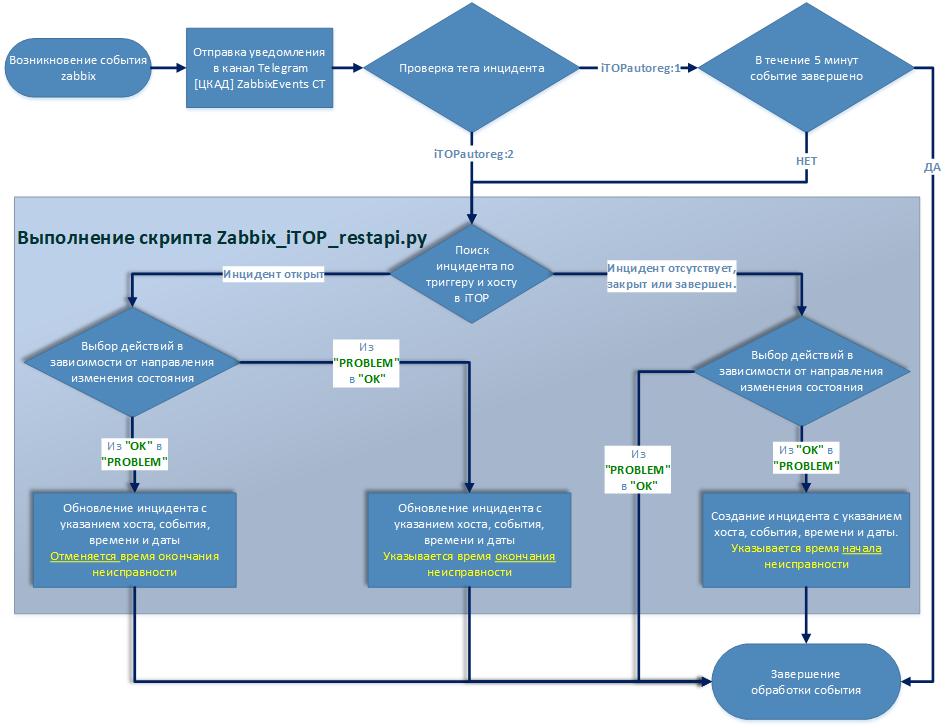 Возникновение события
zabbix
Отправка уведомления
в канал Telegram
[ЦКАД] ZabbixEvents СТ
Проверка тега инцидента
iTOPautoreg:1
В течение 5 минут
событие завершено
iTOPautoreg:2
НЕТ
ДА
Выполнение скрипта Zabbix_iTOP_restapi.py
Поиск
инцидента по
триггеру и хосту
в iTOP
Инцидент открыт
Инцидент отсутствует,
закрыт или завершен.
Выбор действий в
зависимости от направления
изменения состояния
Из
"PROBLEM"
в "OK"
Выбор действий в
зависимости от направления
изменения состояния
Из "OK" в
"PROBLEM"
Из
"PROBLEM"
в "OK"
Из "OK" в
"PROBLEM"
Обновление инцидента с
указанием хоста, события,
времени и даты
Отменяется время окончания
неисправности
Обновление инцидента с
указанием хоста, события,
времени и даты
Указывается время окончания
неисправности
Создание инцидента с указанием
хоста, события, времени и даты.
Указывается время начала
неисправности
Завершение
обработки события